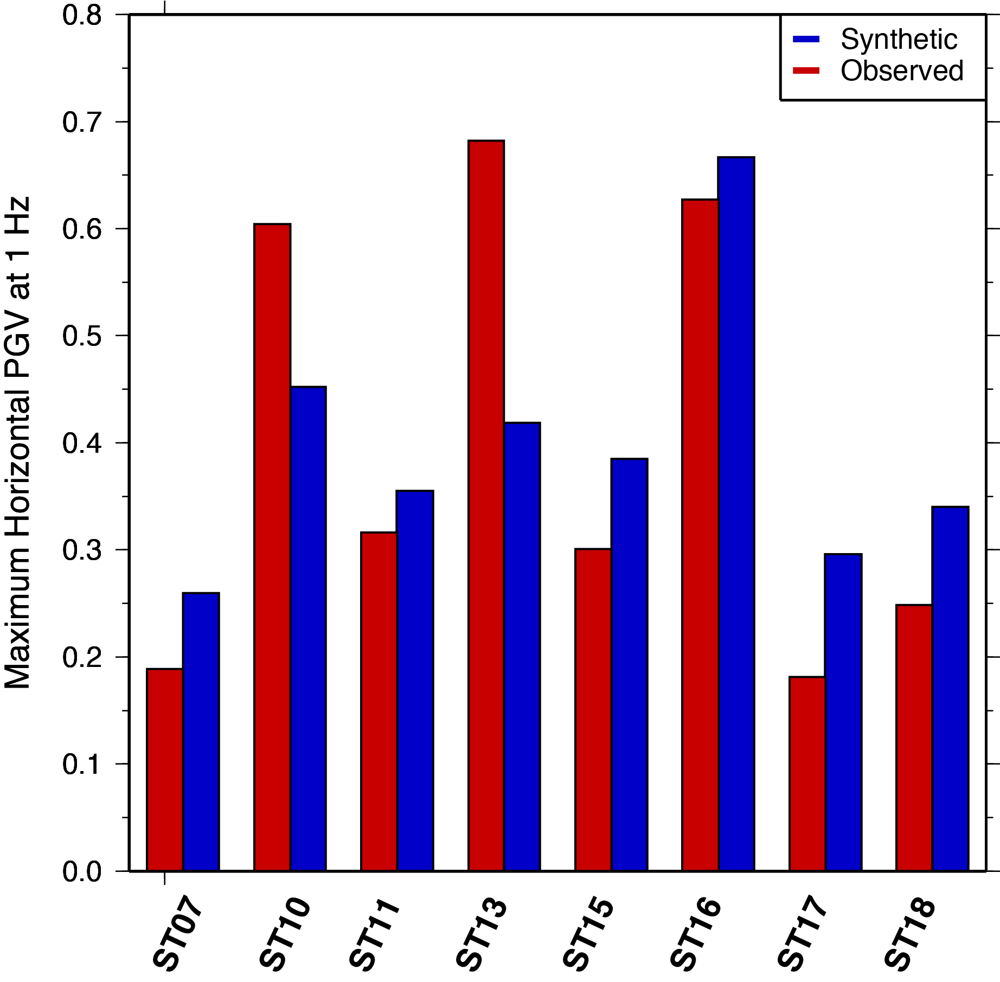 Maximum Horizontal PGV at 1 Hz
0.8
0.7
0.6
0.5
0.4
0.3
0.2
0.1
0.0
Synthetic
Observed
ST07
ST10
ST11
ST13
ST15
ST16
ST17
ST18